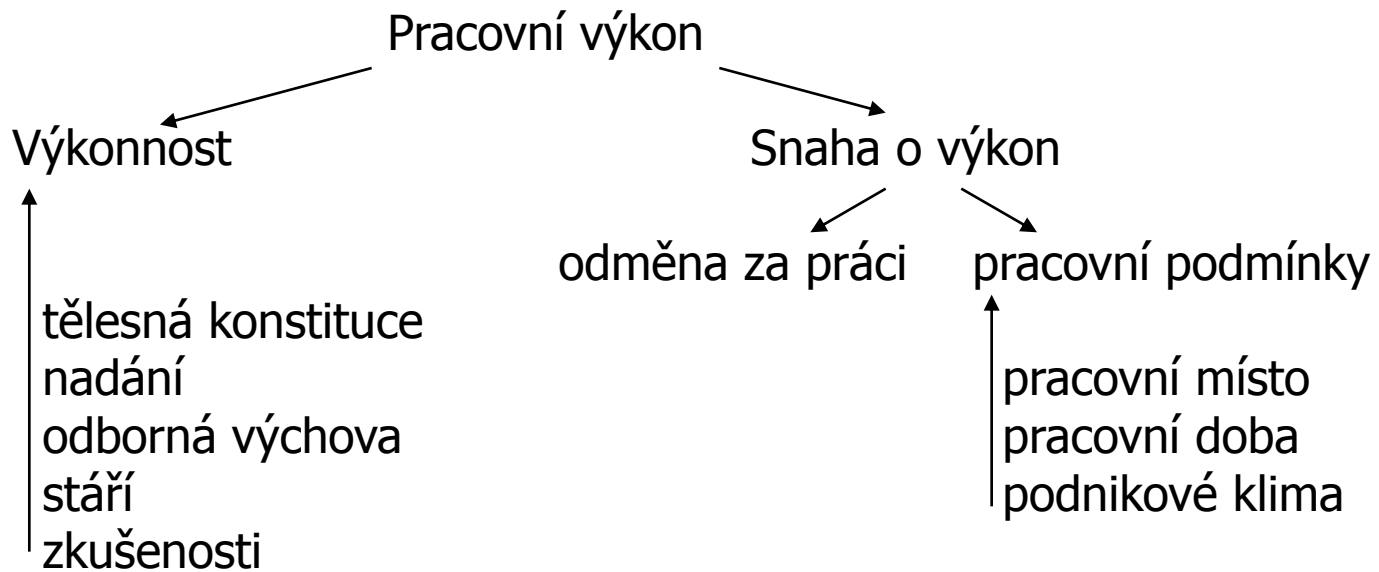 Pracovní výkon
Výkonnost
Snaha o výkon
odměna za práci
pracovní podmínky
tělesná konstituce
nadání
odborná výchova
stáří
zkušenosti
pracovní místo
pracovní doba
podnikové klima